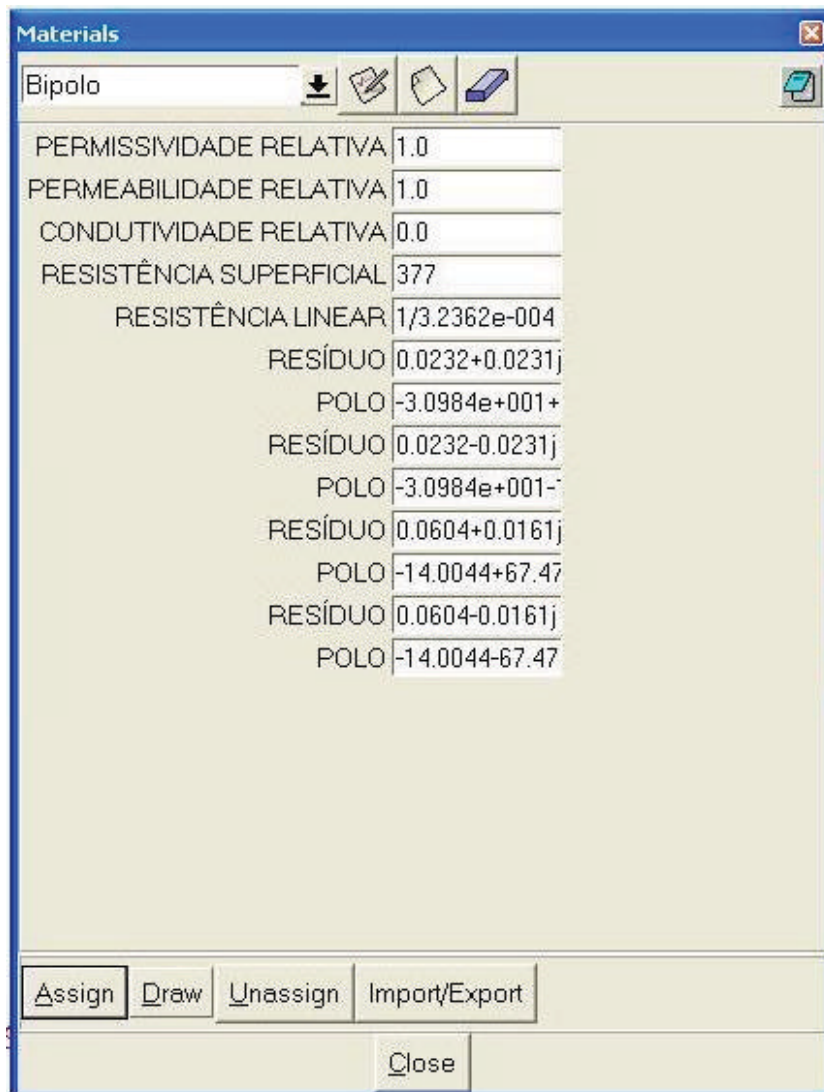 Materials
Bipolo
PERMISSIVIDADE RELATIVA 1.0
PERMEABILIDADE RELATIVA 1.0
CONDUTIVIDADE RELATIVA 0.0
RESISTÊNCIA SUPERFICIAL 377
RESISTÊNCIA LINEAR 1/3.2362e-004
RESÍDUO 0.0232+0.0231j
POLO -3.0984e+001+
RESÍDUO 0.0232-0.0231j
POLO -3.0984e+001-
RESÍDUO 0.0604+0.0161j
POLO -14.0044+67.47
RESÍDUO 0.0604-0.0161j
POLO -14.0044-67.47
Assign Draw Unassign Import/Export
Close